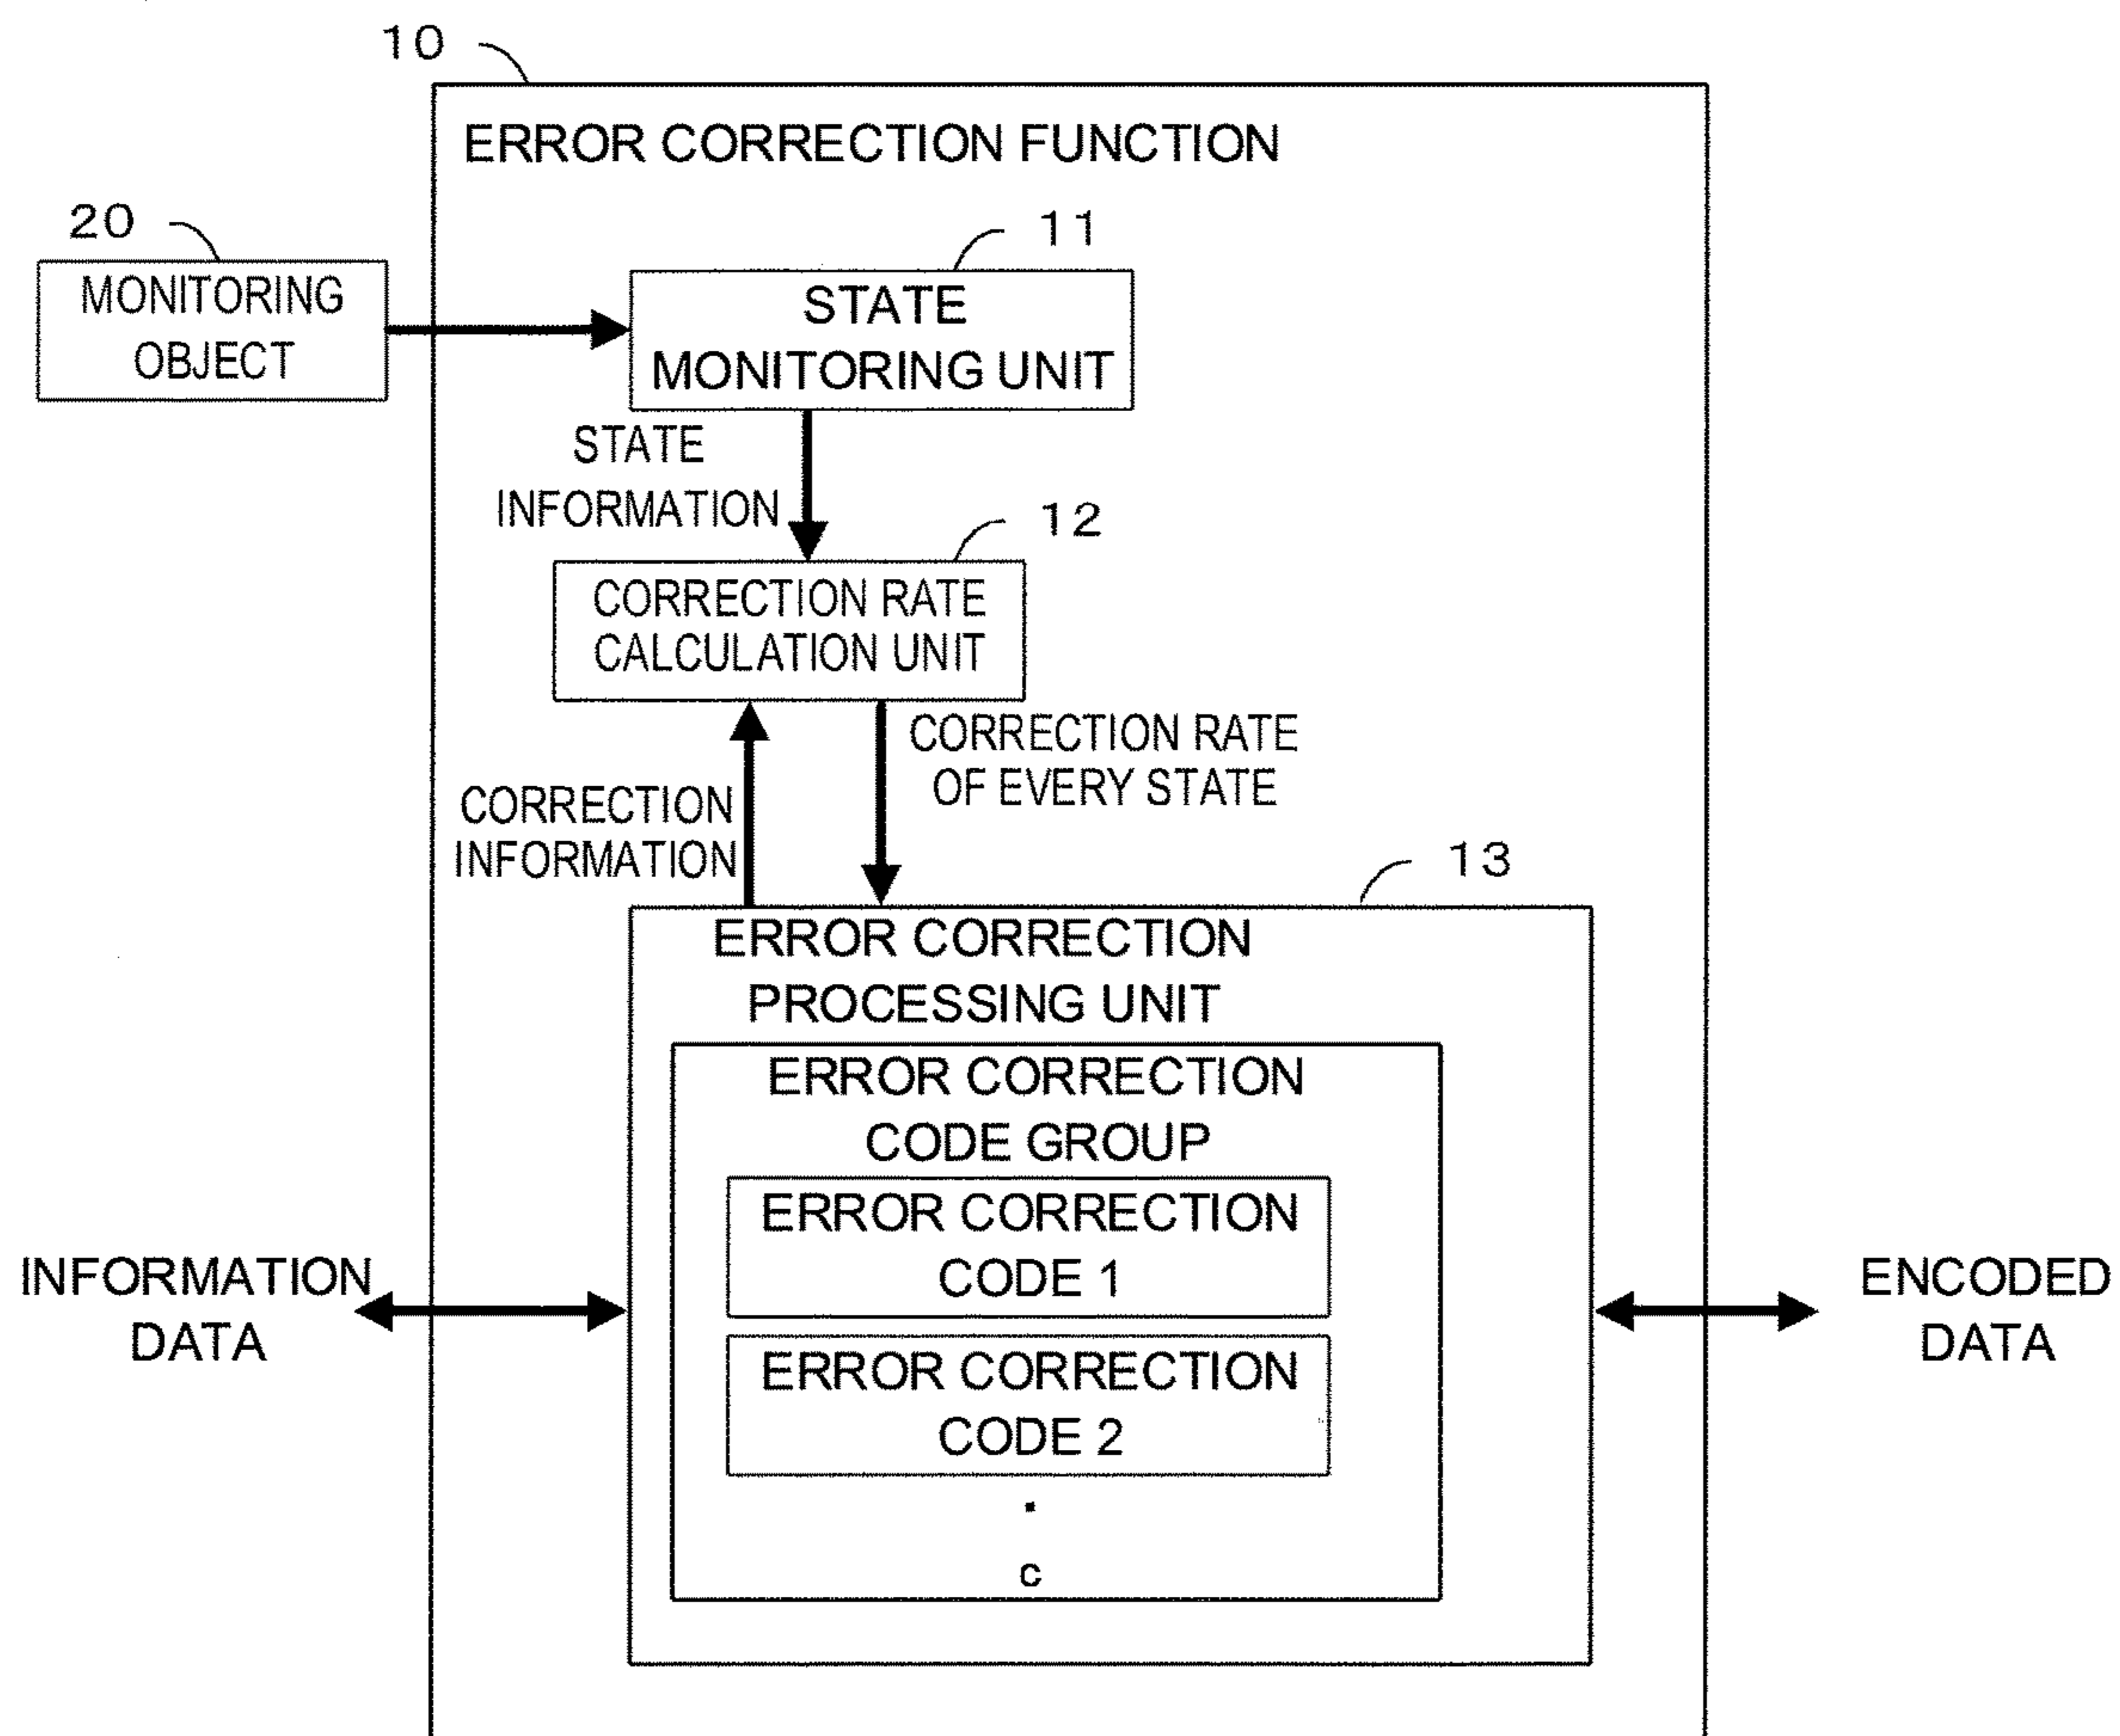 10
ERROR CORRECTION FUNCTION
20
MONITORING
OBJECT
11
STATE
MONITORING UNIT
STATE
INFORMATION
12
CORRECTION RATE
CALCULATION UNIT
CORRECTION RATE
OF EVERY STATE
CORRECTION
INFORMATION
13
ERROR CORRECTION
PROCESSING UNIT
ERROR CORRECTION
CODE GROUP
ERROR CORRECTION
CODE 1
ERROR CORRECTION
CODE 2
c
INFORMATION
DATA
ENCODED
DATA